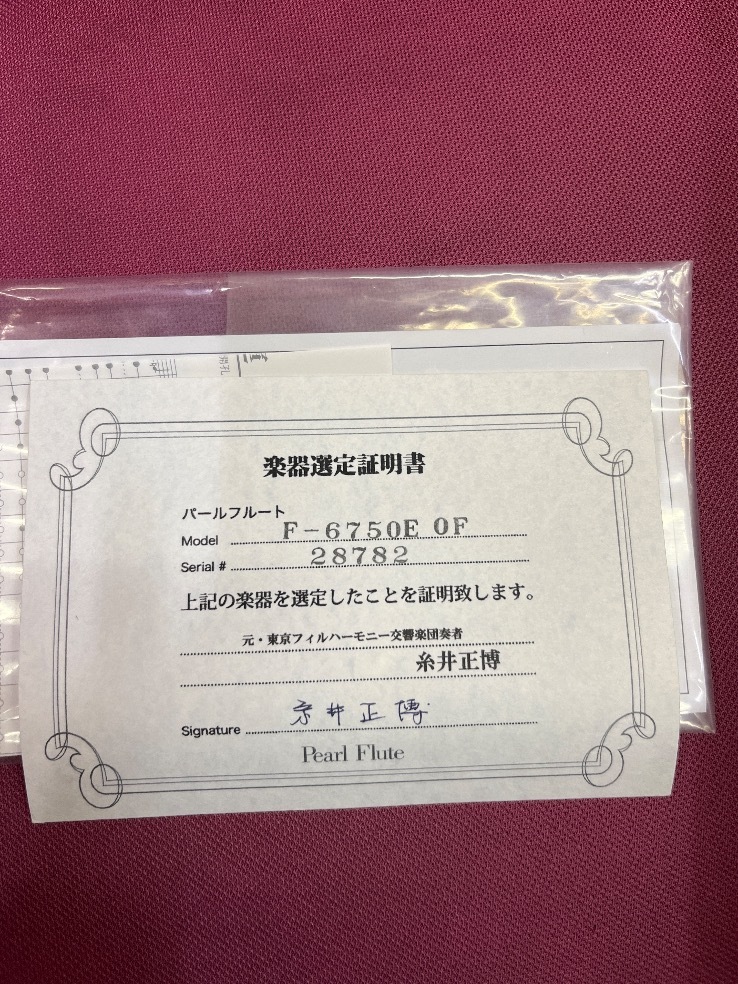 楽器選定証明書
パールフルート
Model F-6750E OF
Serial # 28782
上記の楽器を選定したことを証明致します。
元・東京フィルハーモニー交響楽団奏者
糸井正博
Signature 糸井正博
Pearl Flute